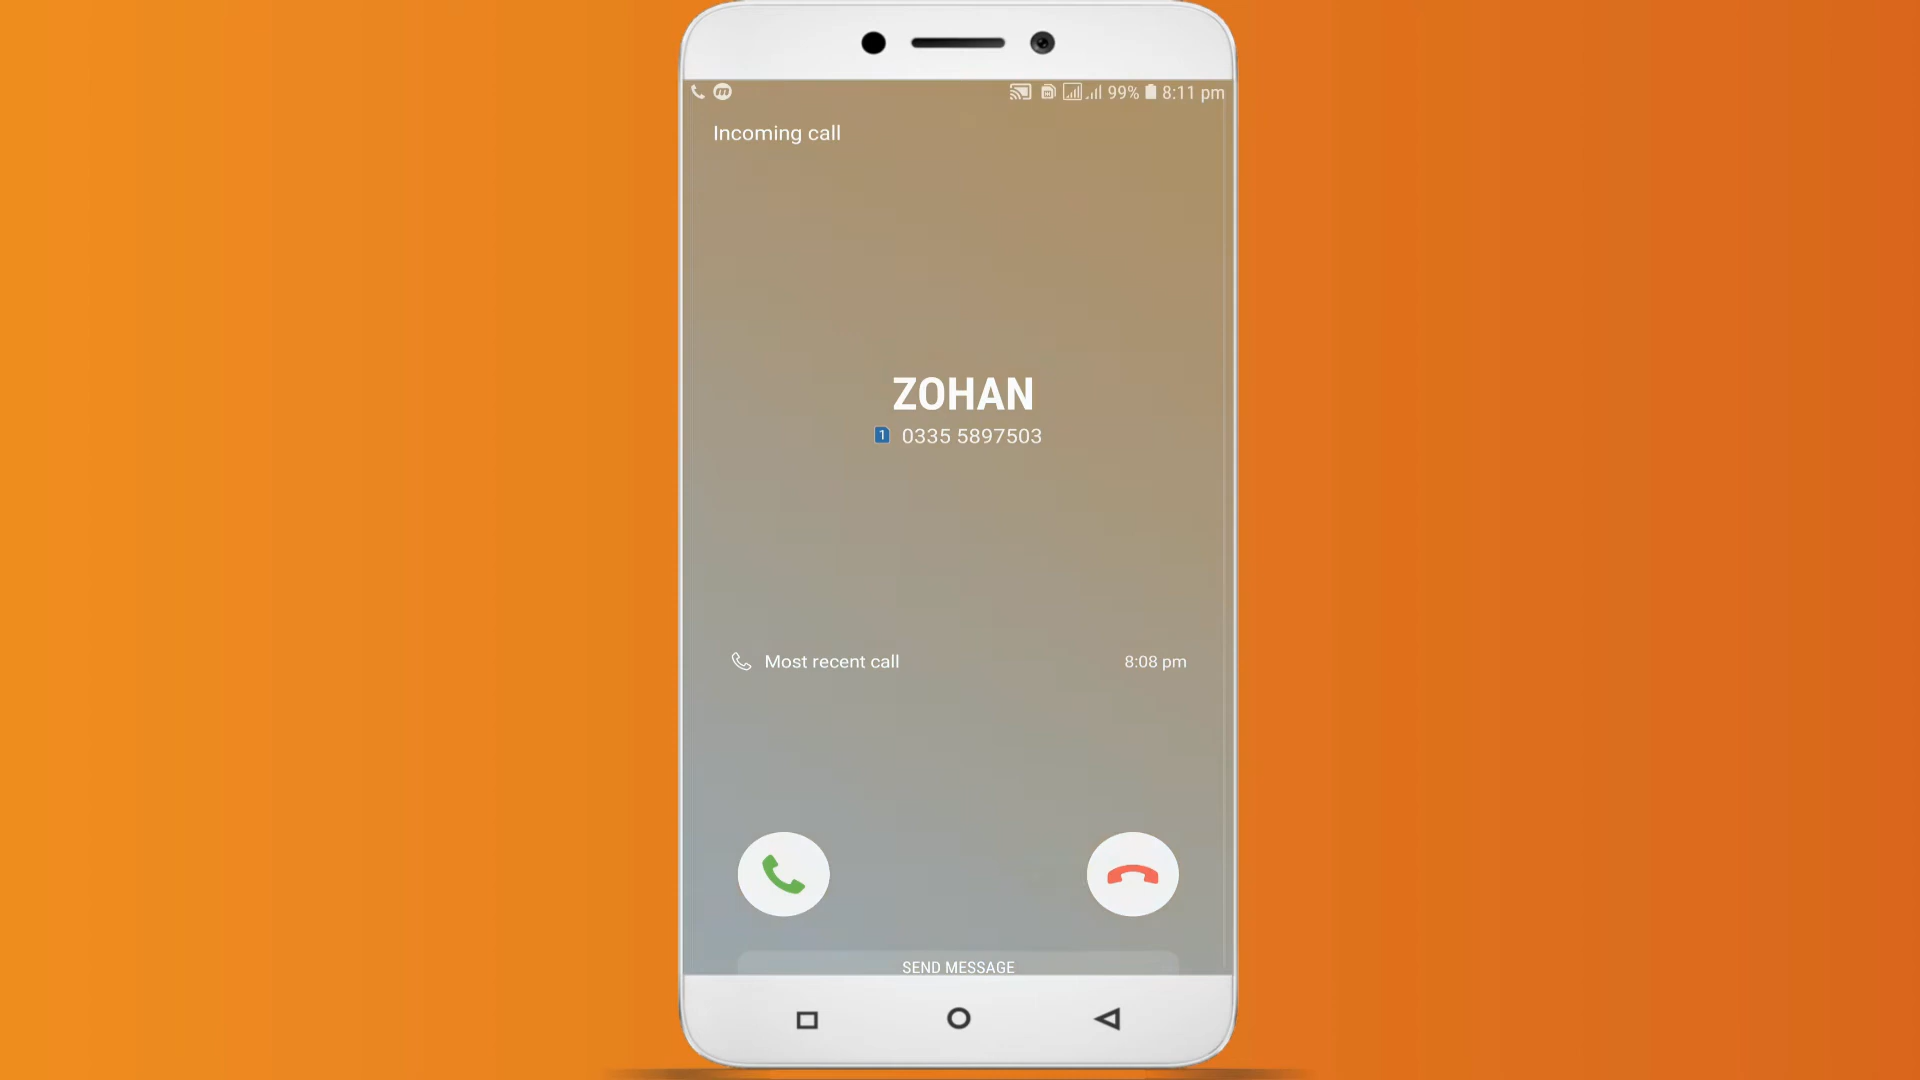 99% 8:11 pm
Incoming call
ZOHAN
1 0335 5897503
Most recent call 8:08 pm
SEND MESSAGE